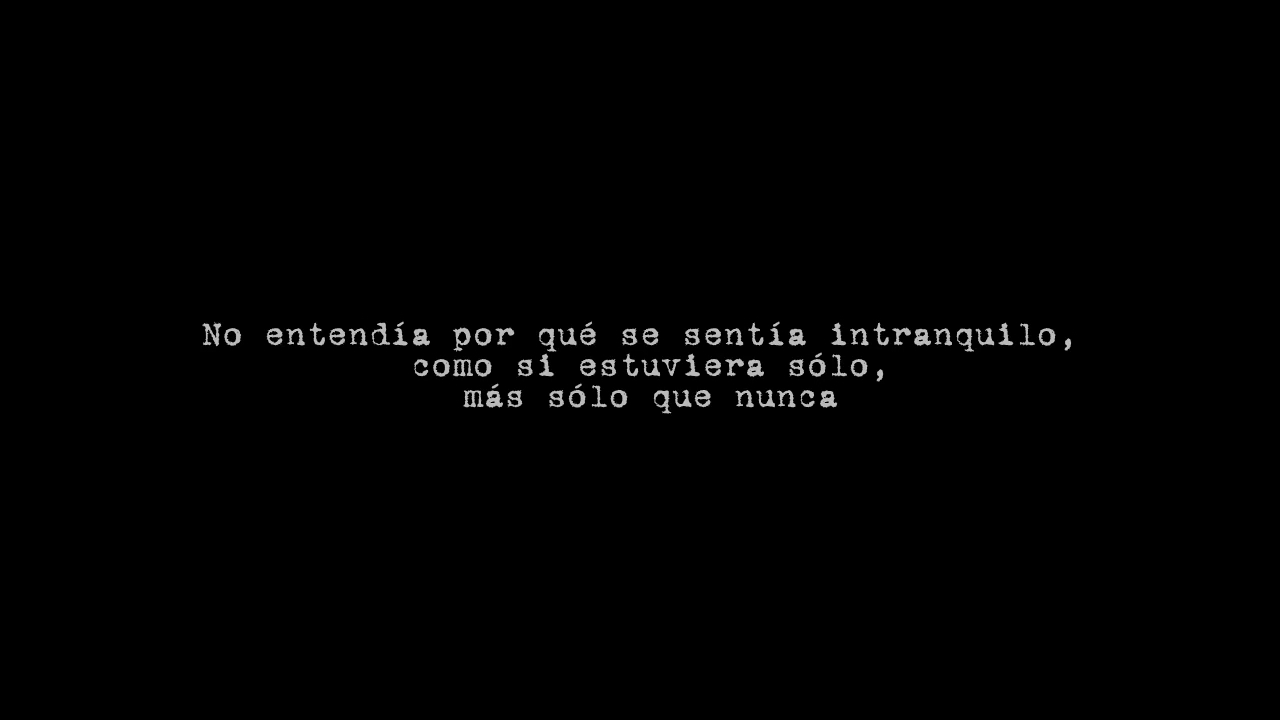 No entendía por qué se sentía intranquilo,
como si estuviera sólo,
más sólo que nunca